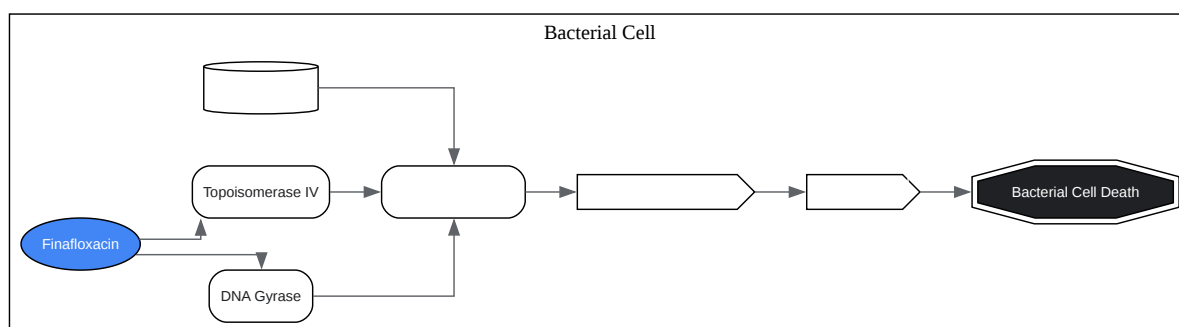 Bacterial Cell
Topoisomerase IV
Bacterial Cell Death
Finafloxacin
DNA Gyrase